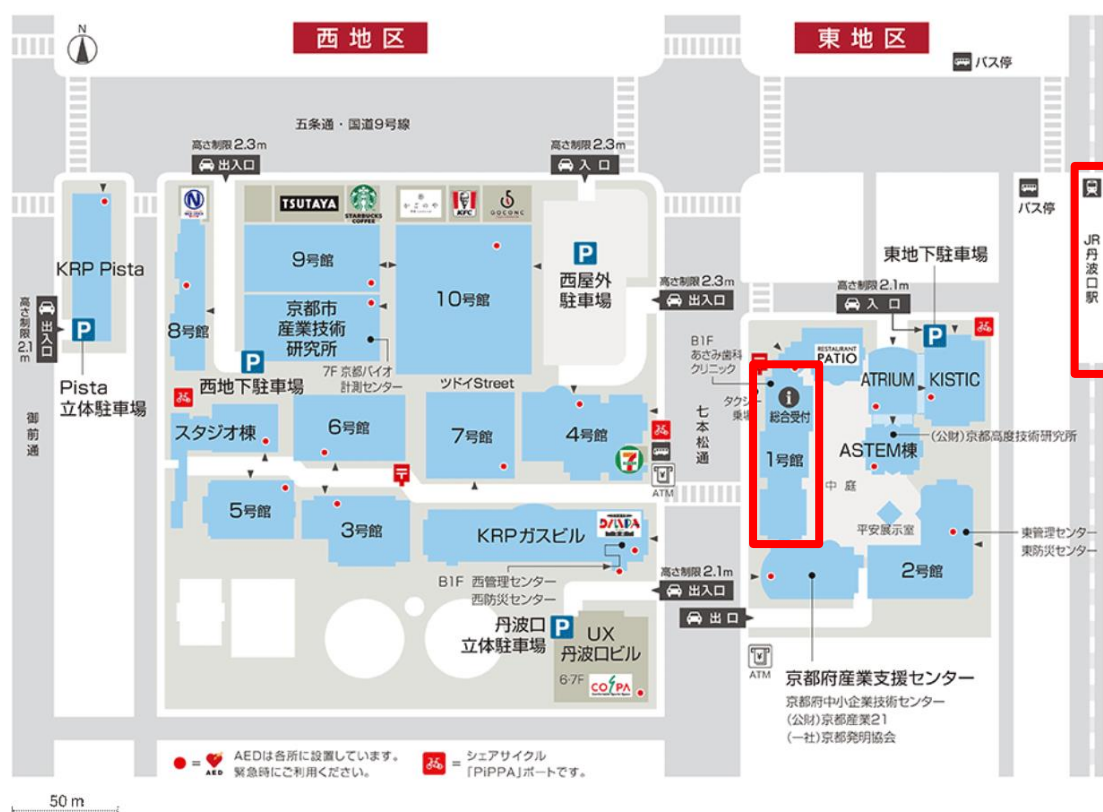 N
西地区
東地区
バス停
五条通・国道9号線
高さ制限2.3m
出入口
高さ制限2.3m
入口
TSUTAYA
STARBUCKS
COFFEE
かごの屋
KFC
GOCONC
バス停
JR丹波口駅
KRP Pista
9号館
10号館
P
西屋外
駐車場
東地下駐車場
高さ制限2.3m
出入口
高さ制限2.1m
入口
P
高さ制限2.1m
出入口
P
8号館
京都市
産業技術
研究所
P
7F 京都バイオ
計測センター
西地下駐車場
ツドイStreet
B1F
あさみ歯科
クリニック
RESTAURANT
PATIO
ATRIUM
KISTIC
Pista
立体駐車場
タクシー
乗場
i
総合受付
御前通
スタジオ棟
6号館
7号館
4号館
七本松通
1号館
(公財)京都高度技術研究所
ASTEM棟
ATM
中庭
5号館
3号館
KRPガスビル
平安展示室
東管理センター
東防災センター
2号館
B1F 西管理センター
西防災センター
高さ制限2.1m
出入口
出口
丹波口
立体駐車場
P
UX
丹波口ビル
6・7F
CO・PA
ATM
京都府産業支援センター
京都府中小企業技術センター
(公財)京都産業21
(一社)京都発明協会
= AED
AEDは各所に設置しています。
緊急時にご利用ください。
=
シェアサイクル
「PiPPA」ポートです。
50 m